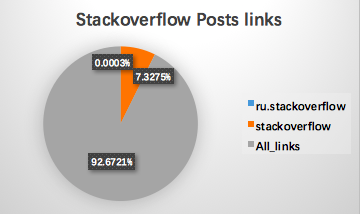 Stackoverflow Posts links
0.0003%
7.3275%
92.6721%
ru.stackoverflow
stackoverflow
All_links